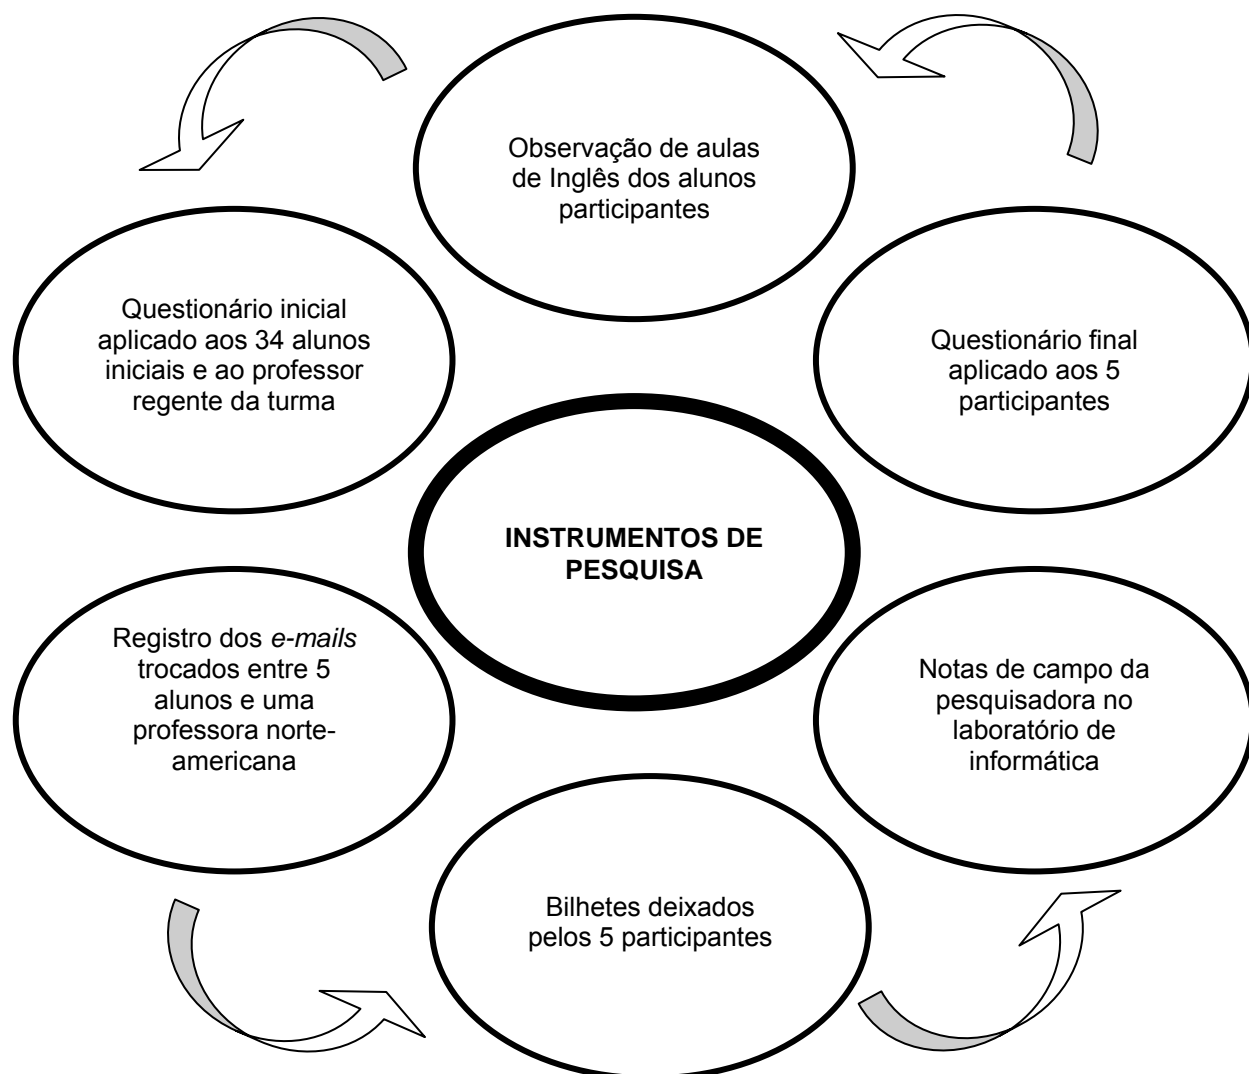 Observação de aulas
de Inglês dos alunos
participantes
Questionário inicial
aplicado aos 34 alunos
iniciais e ao professor
regente da turma
Questionário final
aplicado aos 5
participantes
INSTRUMENTOS DE
PESQUISA
Registro dos e-mails
trocados entre 5
alunos e uma
professora norte-
americana
Notas de campo da
pesquisadora no
laboratório de
informática
Bilhetes deixados
pelos 5 participantes